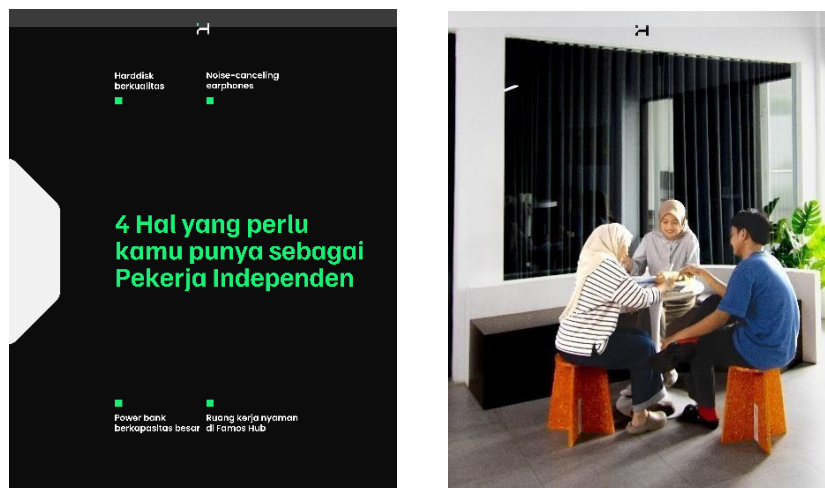 Harddisk
berkualitas
Noise-canceling
earphones
4 Hal yang perlu
kamu punya sebagai
Pekerja Independen
Power bank
berkapasitas besar
Ruang kerja nyaman
di Famos Hub